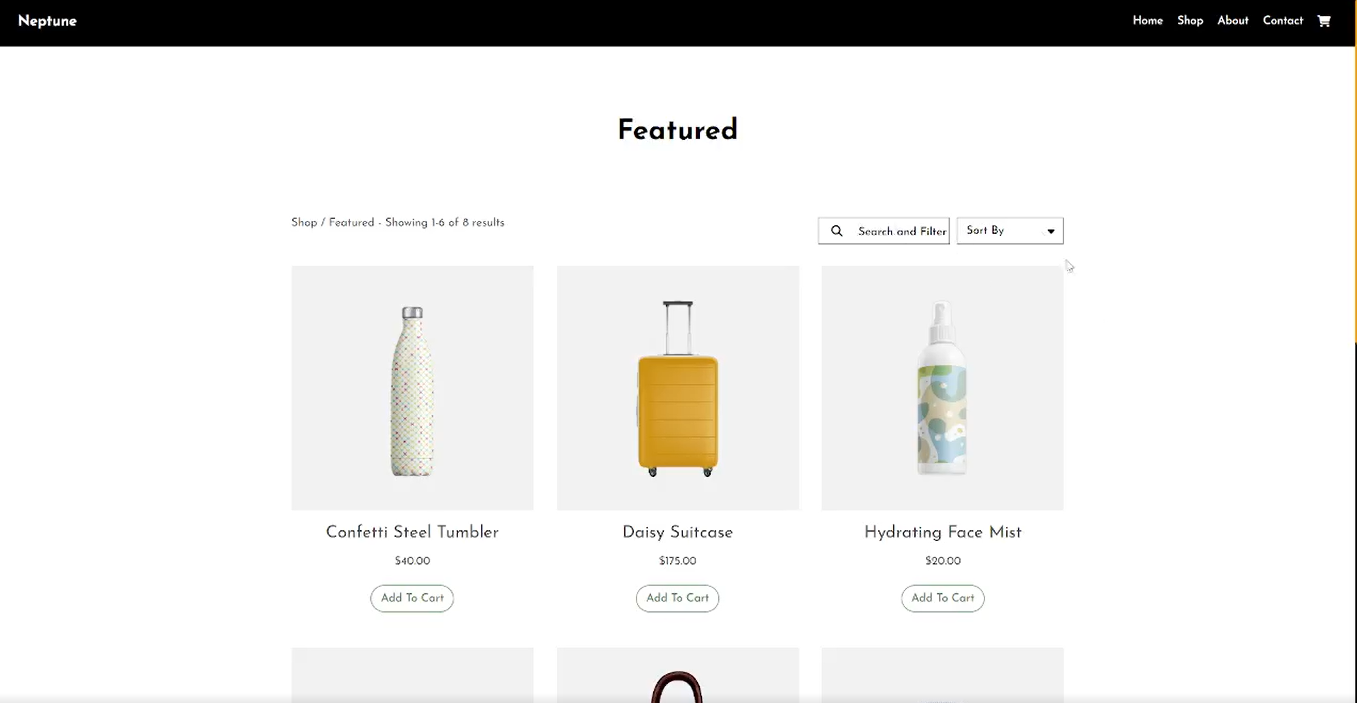 Neptune
Home Shop About Contact
Featured
Shop / Featured - Showing 1-6 of 8 results
Search and Filter
Sort By
Confetti Steel Tumbler
Daisy Suitcase
Hydrating Face Mist
$40.00
$175.00
$20.00
Add To Cart
Add To Cart
Add To Cart